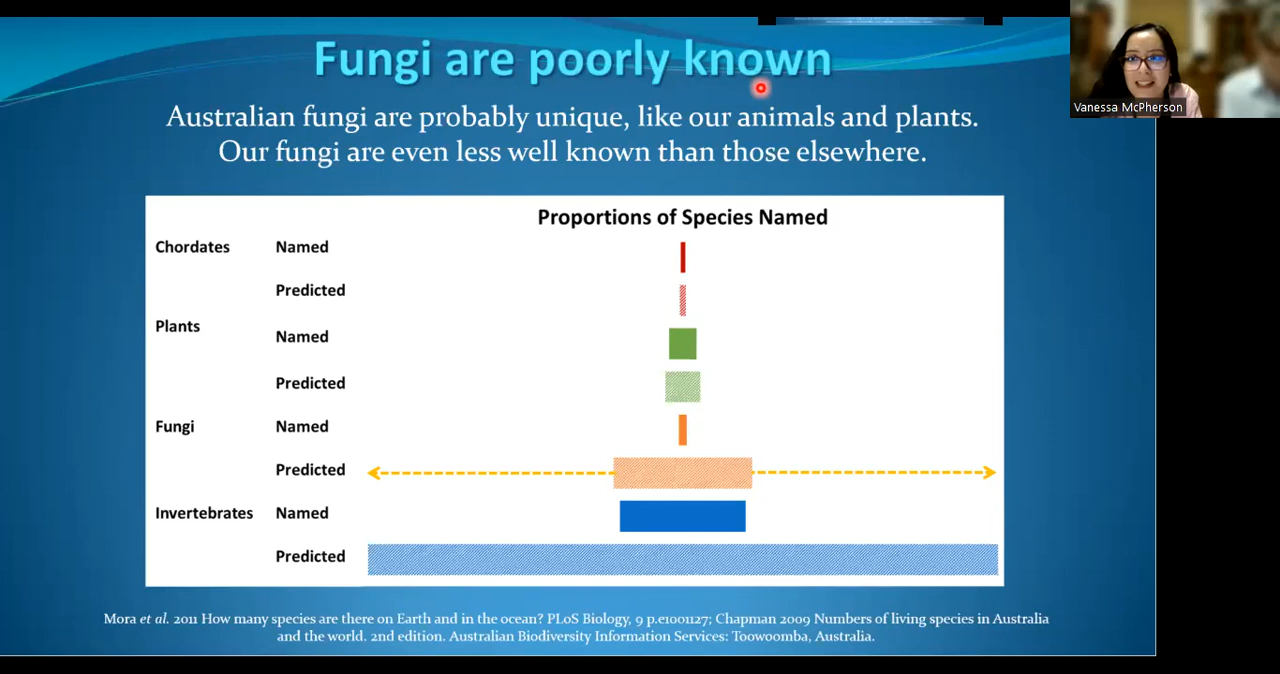 Fungi are poorly known
Vanessa McPherson
Australian fungi are probably unique, like our animals and plants.
Our fungi are even less well known than those elsewhere.
Proportions of Species Named
Chordates Named
Predicted
Plants
Named
Predicted
Fungi Named
Predicted
Invertebrates Named
Predicted
Mora et al. 2011 How many species are there on Earth and in the ocean? PLoS Biology, 9 p.e1001127; Chapman 2009 Numbers of living species in Australia
and the world. 2nd edition. Australian Biodiversity Information Services: Toowoomba, Australia.